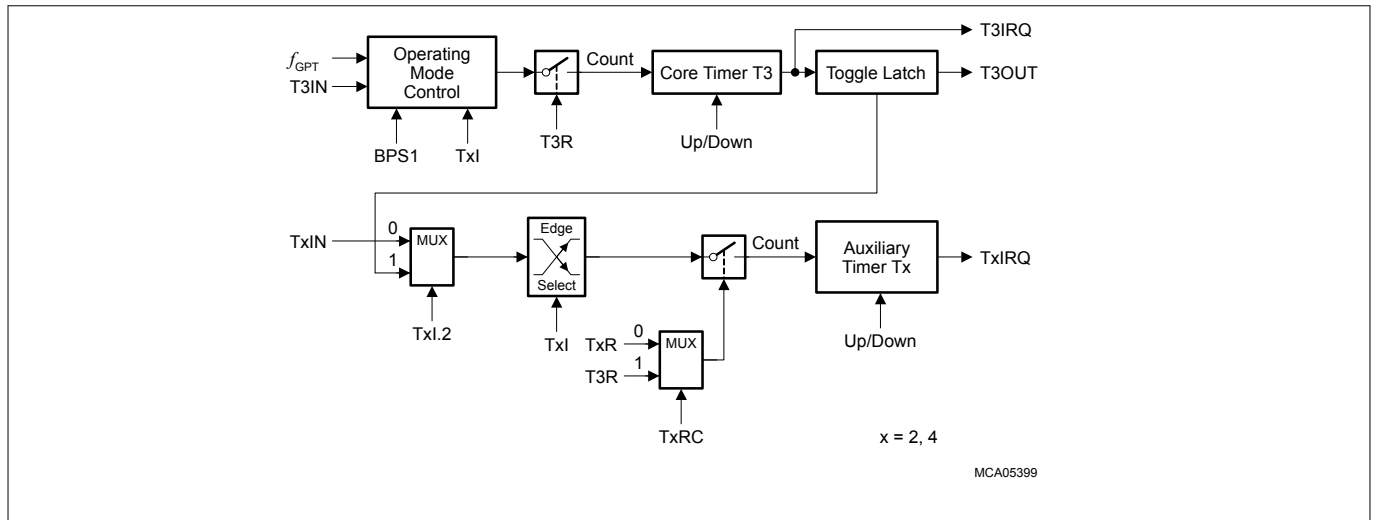 T3IRQ
f GPT
T3IN
Operating
Mode
Control
Count
Core Timer T3
Toggle Latch
T3OUT
BPS1
TxI
T3R
Up/Down
TxIN
0
1
MUX
TxI.2
Edge
Select
TxI
Count
Auxiliary
Timer Tx
TxIRQ
Up/Down
TxR
0
T3R
1
MUX
TxRC
x = 2, 4
MCA05399